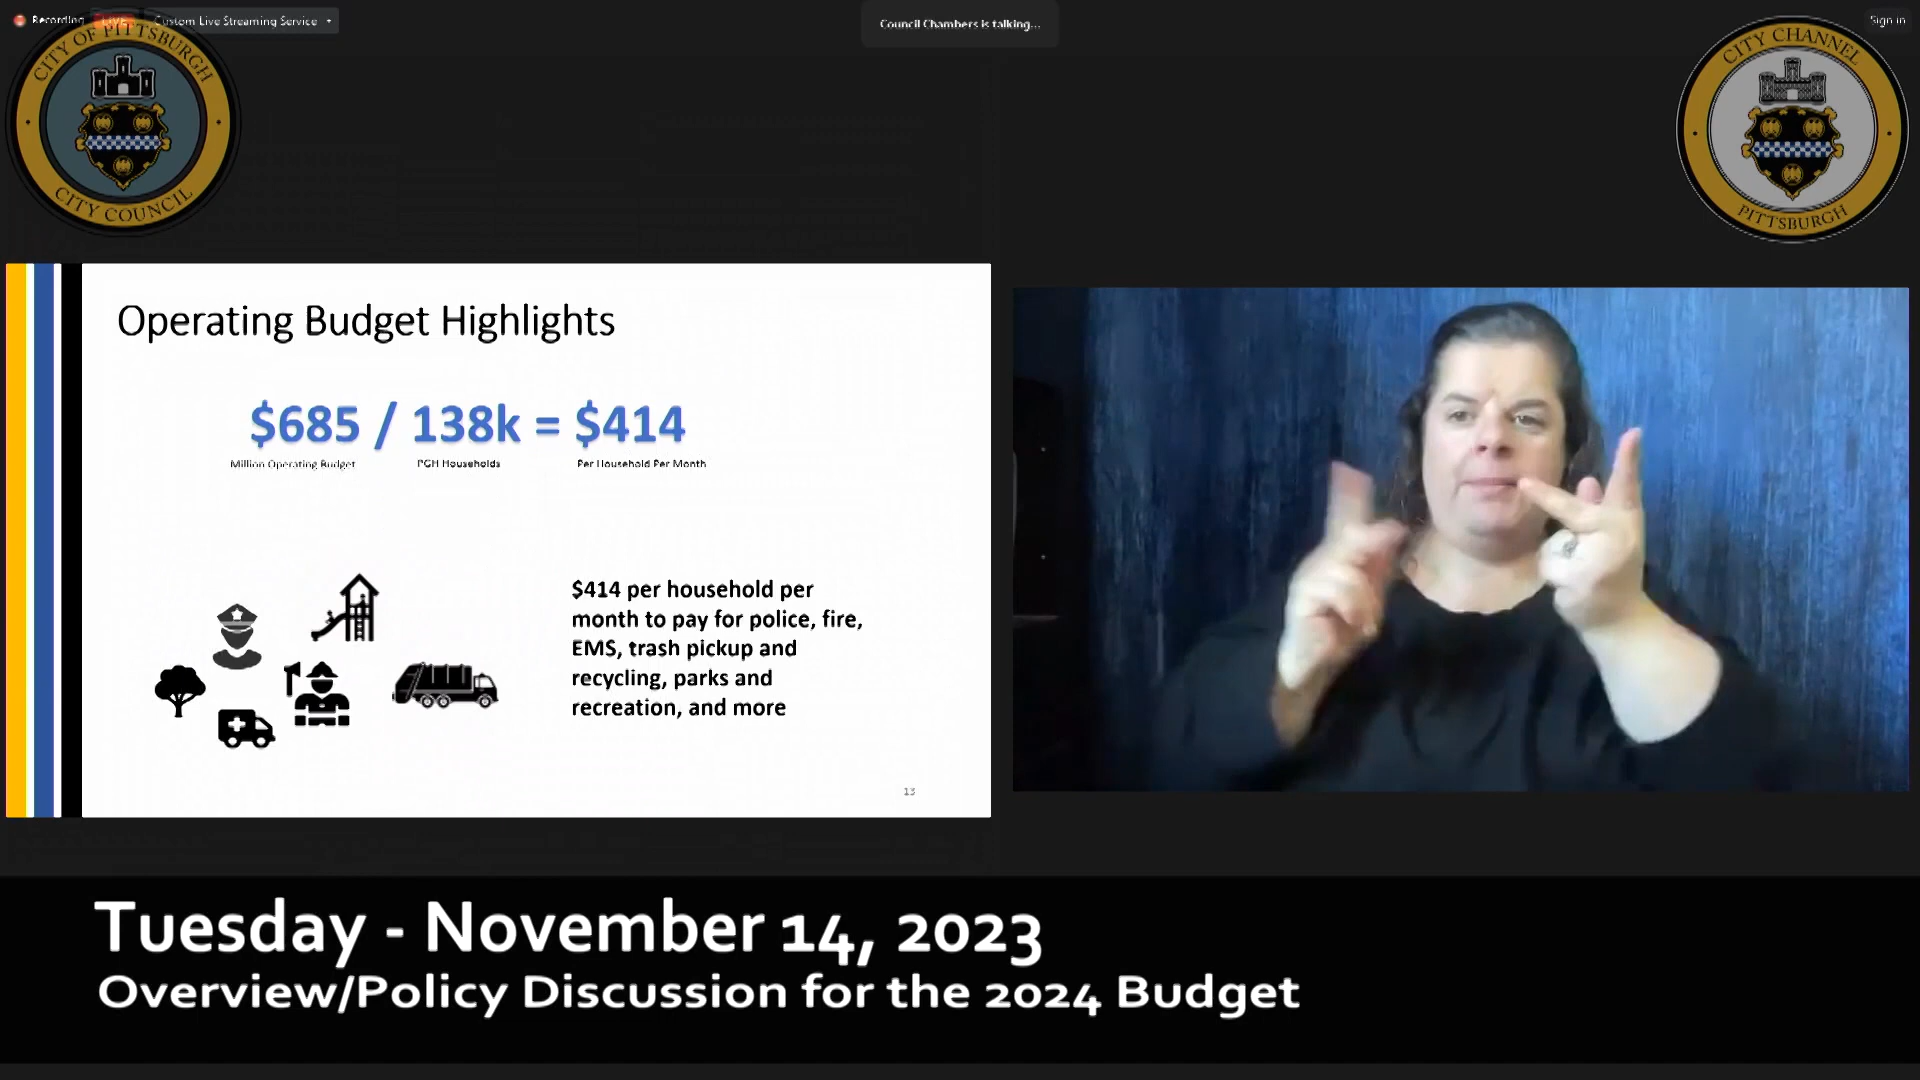 Recording
LIVE
Custom Live Streaming Service
Council Chambers is talking...
Sign in
CITY OF PITTSBURGH
CITY COUNCIL
CITY CHANNEL
PITTSBURGH
Operating Budget Highlights
$685 / 138k = $414
Million Operating Budget
PGH Households
Per Household Per Month
$414 per household per
month to pay for police, fire,
EMS, trash pickup and
recycling, parks and
recreation, and more
13
Tuesday - November 14, 2023
Overview/Policy Discussion for the 2024 Budget